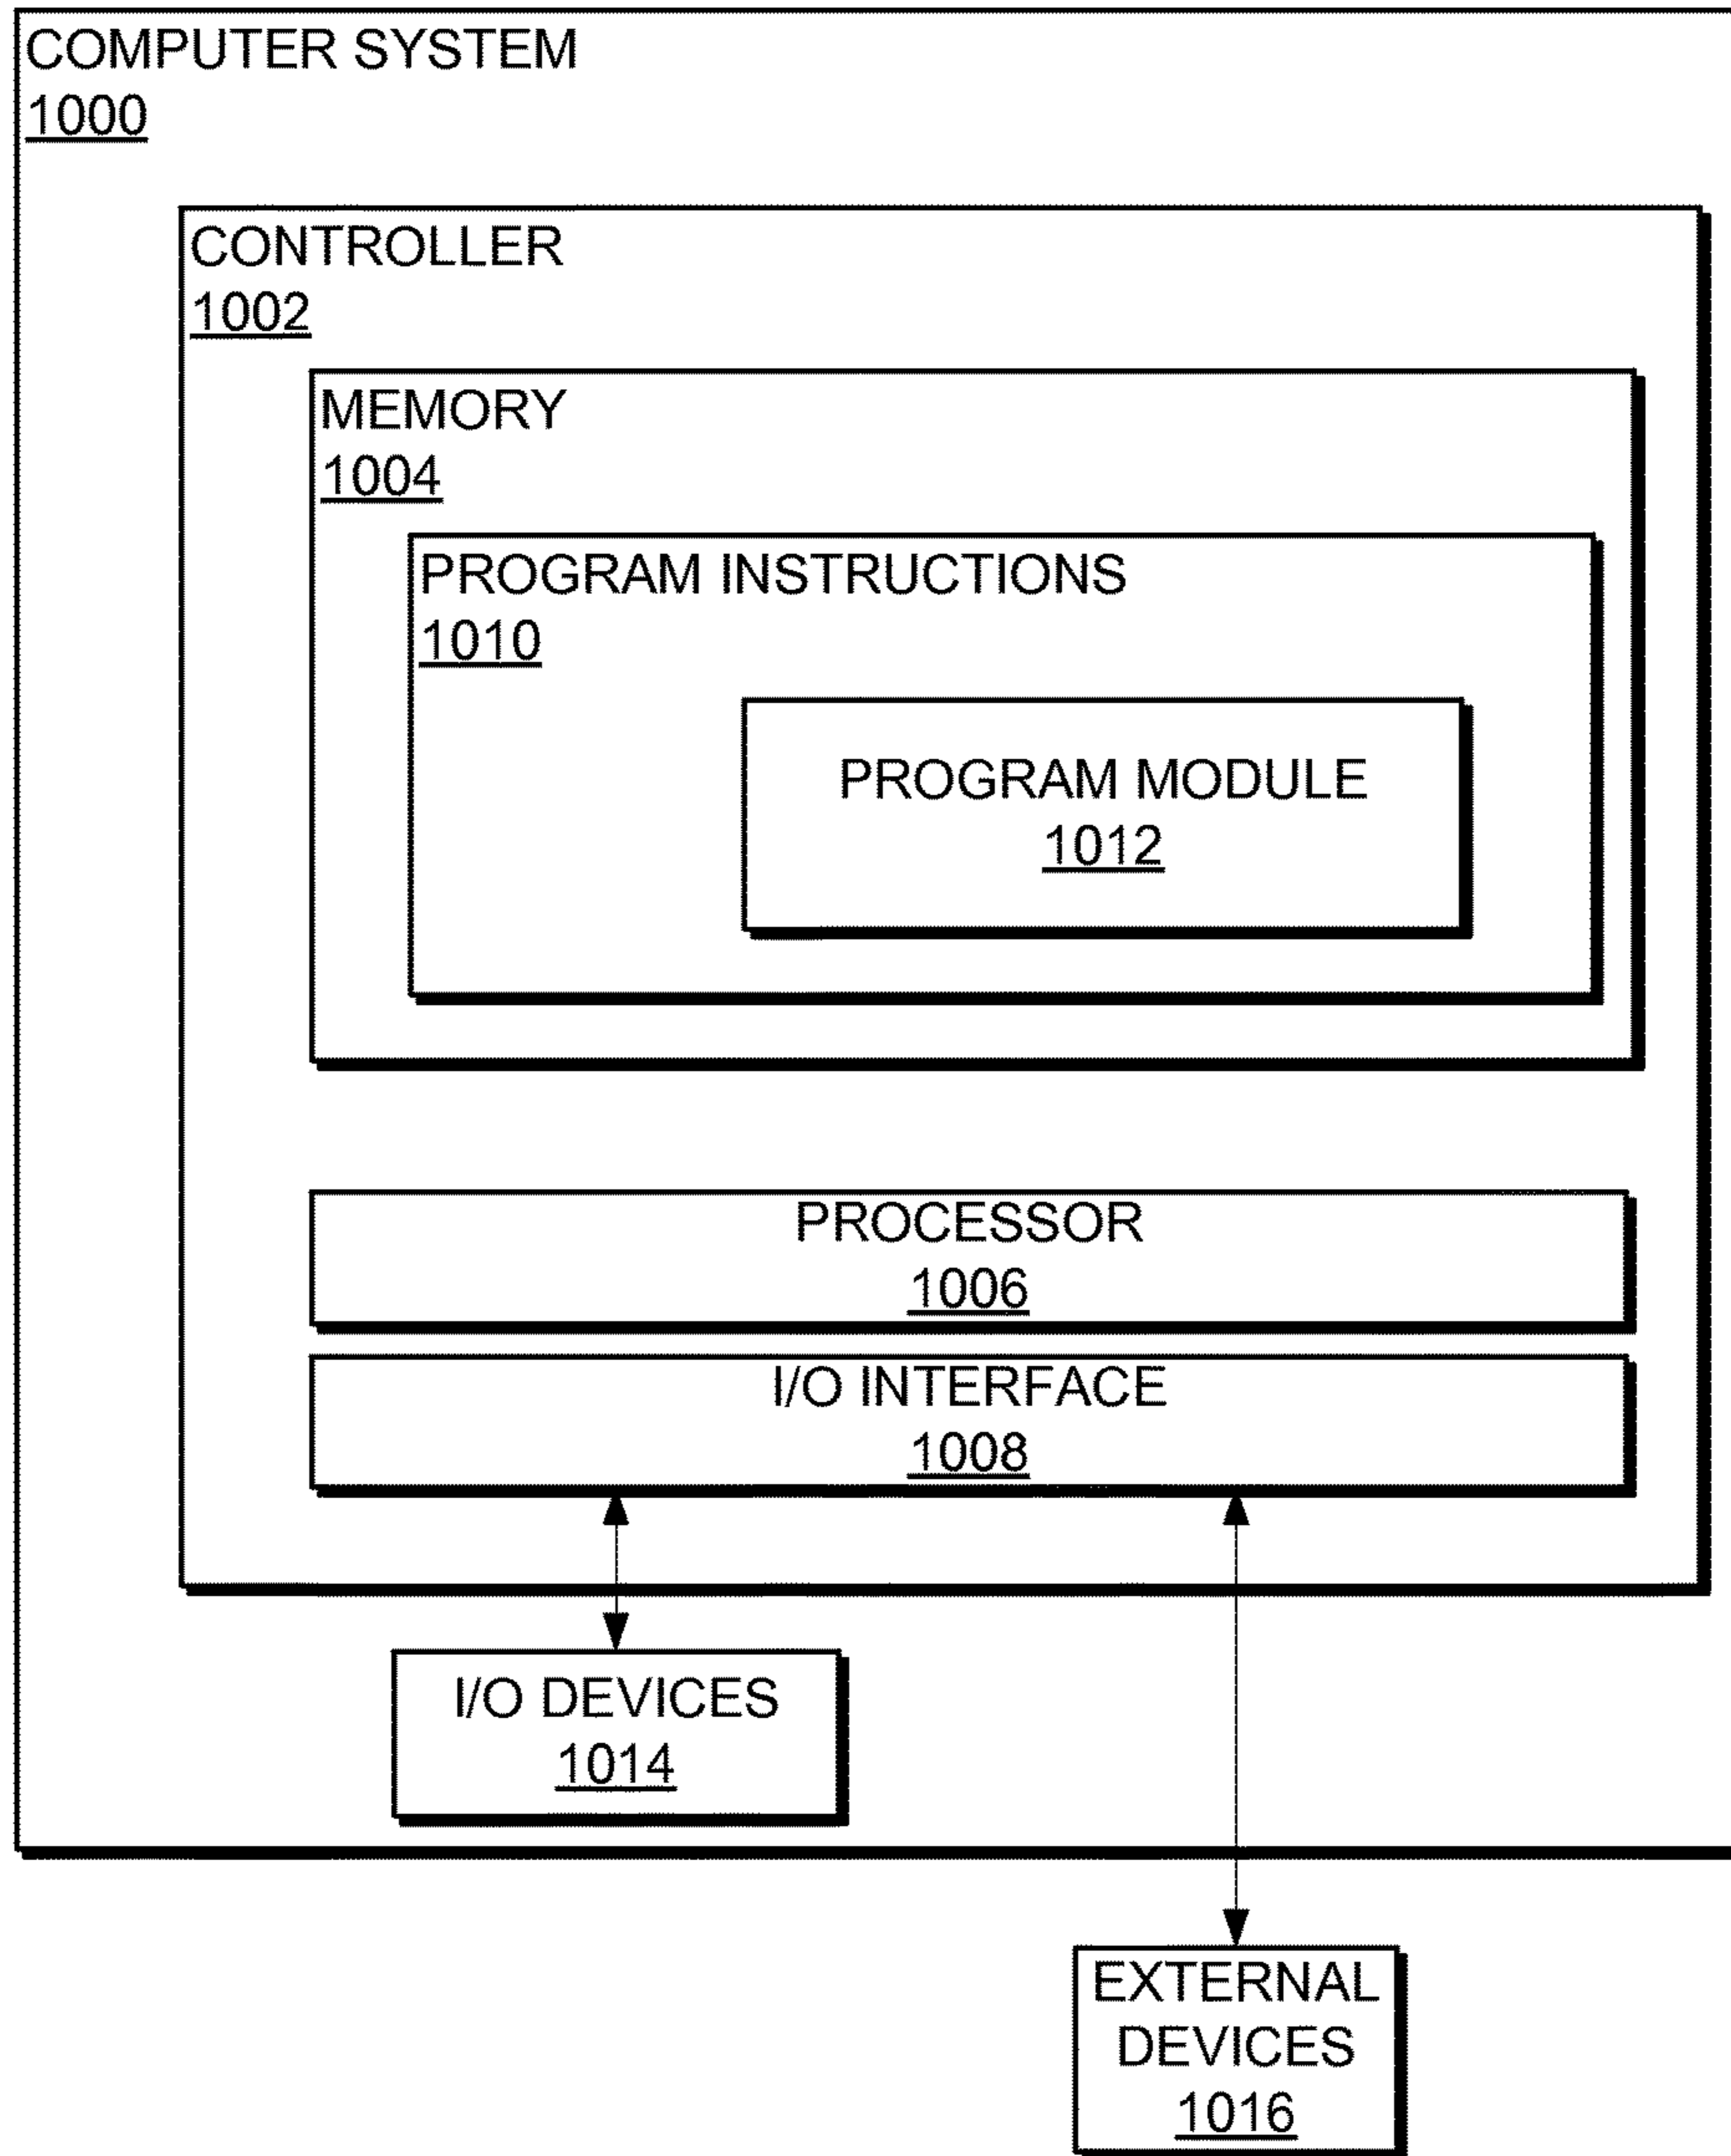 COMPUTER SYSTEM
1000
CONTROLLER
1002
MEMORY
1004
PROGRAM INSTRUCTIONS
1010
PROGRAM MODULE
1012
PROCESSOR
1006
I/O INTERFACE
1008
I/O DEVICES
1014
EXTERNAL
DEVICES
1016